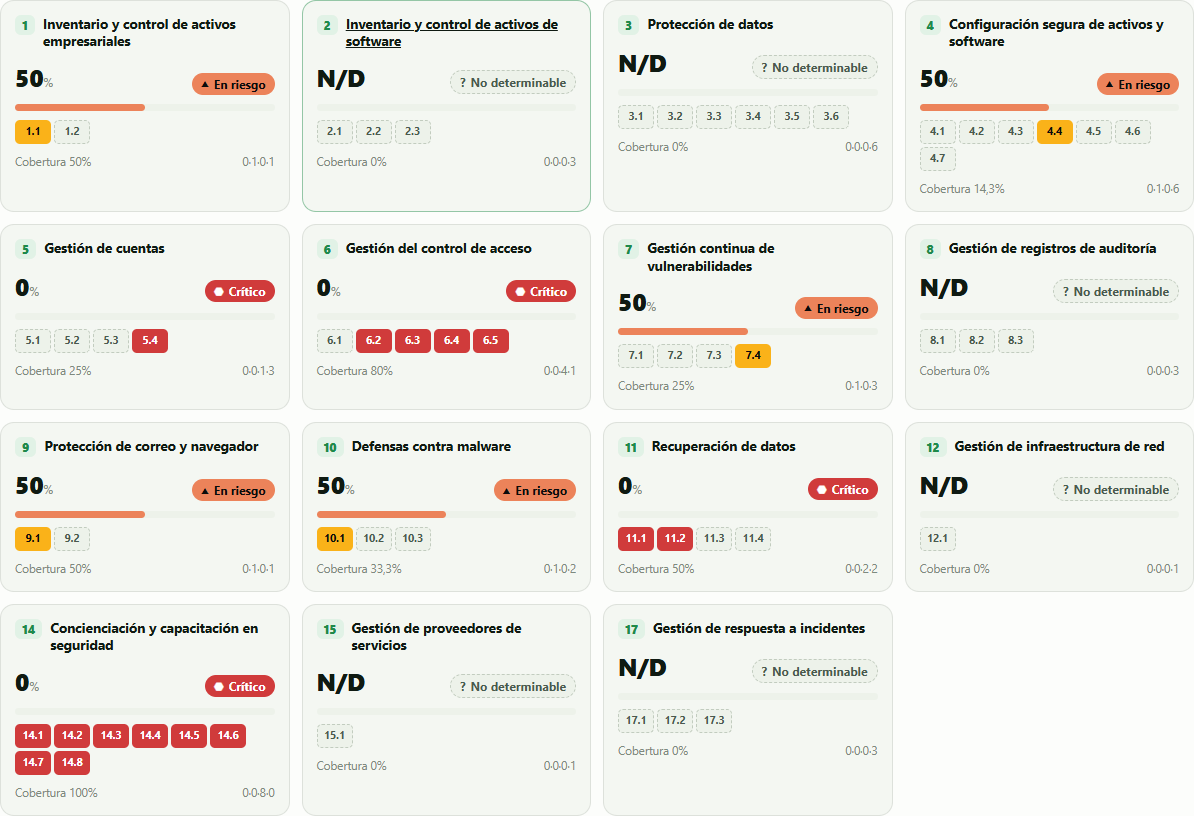 1 Inventario y control de activos
empresariales
50% ▲ En riesgo
1.1 1.2
Cobertura 50% 0·1·0·1
2 Inventario y control de activos de
software
N/D ? No determinable
2.1 2.2 2.3
Cobertura 0% 0·0·0·3
3 Protección de datos
N/D ? No determinable
3.1 3.2 3.3 3.4 3.5 3.6
Cobertura 0% 0·0·0·6
4 Configuración segura de activos y
software
50% ▲ En riesgo
4.1 4.2 4.3 4.4 4.5 4.6
4.7
Cobertura 14,3% 0·1·0·6
5 Gestión de cuentas
0% Crítico
5.1 5.2 5.3 5.4
Cobertura 25% 0·0·1·3
6 Gestión del control de acceso
0% Crítico
6.1 6.2 6.3 6.4 6.5
Cobertura 80% 0·0·4·1
7 Gestión continua de
vulnerabilidades
50% ▲ En riesgo
7.1 7.2 7.3 7.4
Cobertura 25% 0·1·0·3
8 Gestión de registros de auditoría
N/D ? No determinable
8.1 8.2 8.3
Cobertura 0% 0·0·0·3
9 Protección de correo y navegador
50% ▲ En riesgo
9.1 9.2
Cobertura 50% 0·1·0·1
10 Defensas contra malware
50% ▲ En riesgo
10.1 10.2 10.3
Cobertura 33,3% 0·1·0·2
11 Recuperación de datos
0% Crítico
11.1 11.2 11.3 11.4
Cobertura 50% 0·0·2·2
12 Gestión de infraestructura de red
N/D ? No determinable
12.1
Cobertura 0% 0·0·0·1
14 Concienciación y capacitación en
seguridad
0% Crítico
14.1 14.2 14.3 14.4 14.5 14.6
14.7 14.8
Cobertura 100% 0·0·8·0
15 Gestión de proveedores de
servicios
N/D ? No determinable
15.1
Cobertura 0% 0·0·0·1
17 Gestión de respuesta a incidentes
N/D ? No determinable
17.1 17.2 17.3
Cobertura 0% 0·0·0·3